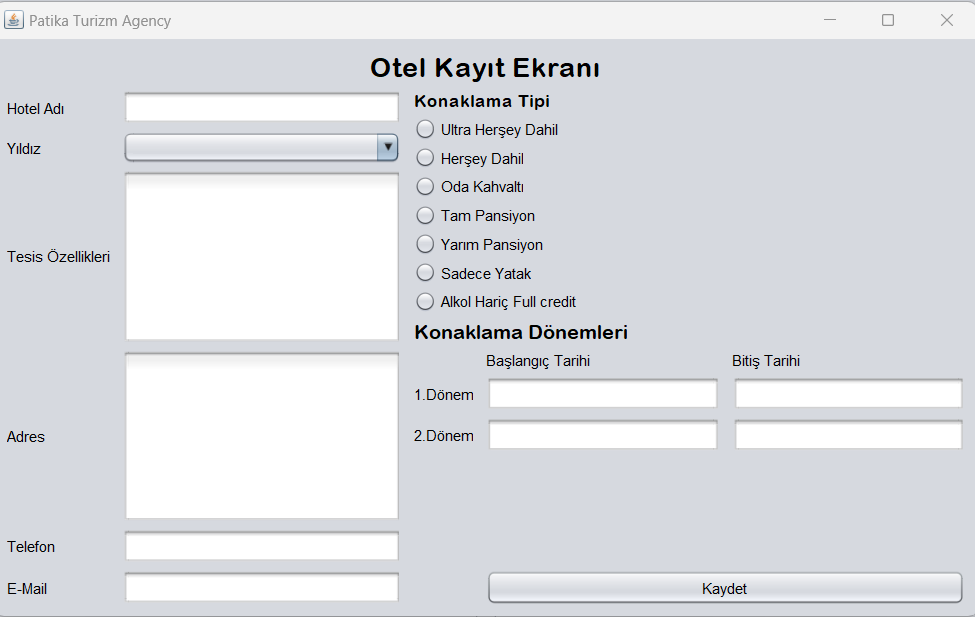 Patika Turizm Agency
Otel Kayıt Ekranı
Hotel Adı
Yıldız
Tesis Özellikleri
Adres
Telefon
E-Mail
Konaklama Tipi
Ultra Herşey Dahil
Herşey Dahil
Oda Kahvaltı
Tam Pansiyon
Yarım Pansiyon
Sadece Yatak
Alkol Hariç Full credit
Konaklama Dönemleri
Başlangıç Tarihi Bitiş Tarihi
1.Dönem
2.Dönem
Kaydet